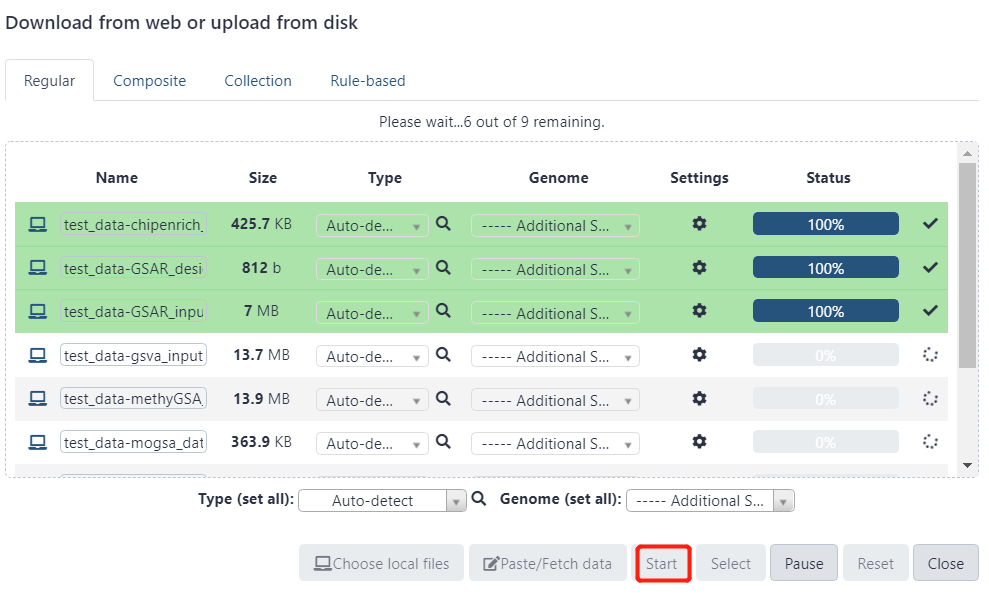 Download from web or upload from disk
Regular Composite Collection Rule-based
Please wait...6 out of 9 remaining.
Name Size Type Genome Settings Status
test_data-chipenrich_ 425.7 KB Auto-de... ----- Additional S... 100%
test_data-GSAR_desi 812 b Auto-de... ----- Additional S... 100%
test_data-GSAR_inpu 7 MB Auto-de... ----- Additional S... 100%
test_data-gsva_input 13.7 MB Auto-de... ----- Additional S... 0%
test_data-methyGSA_ 13.9 MB Auto-de... ----- Additional S... 0%
test_data-mogsa_dat 363.9 KB Auto-de... ----- Additional S... 0%
Type (set all): Auto-detect Genome (set all): ----- Additional S...
Choose local files Paste/Fetch data Start Select Pause Reset Close